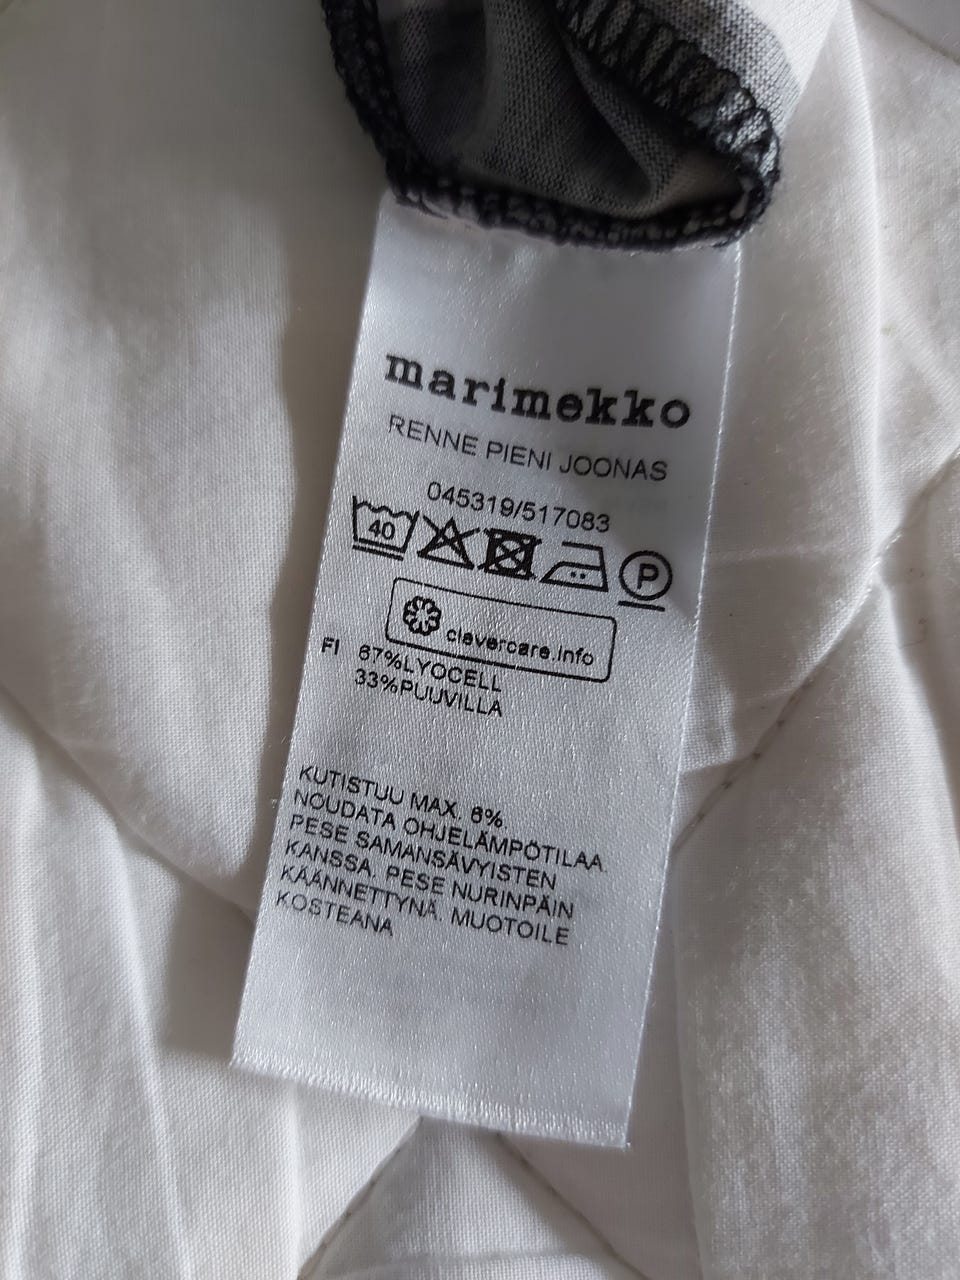 marimekko
RENNE PIENI JOONAS
045319/517083
40 P
clevercare.info
FI 67%LYOCELL
33%PUUVILLA
KUTISTUU MAX. 6%.
NOUDATA OHJELÄMPÖTILAA.
PESE SAMANSÄVYISTEN
KANSSA. PESE NURINPÄIN
KÄÄNNETTYNÄ. MUOTOILE
KOSTEANA